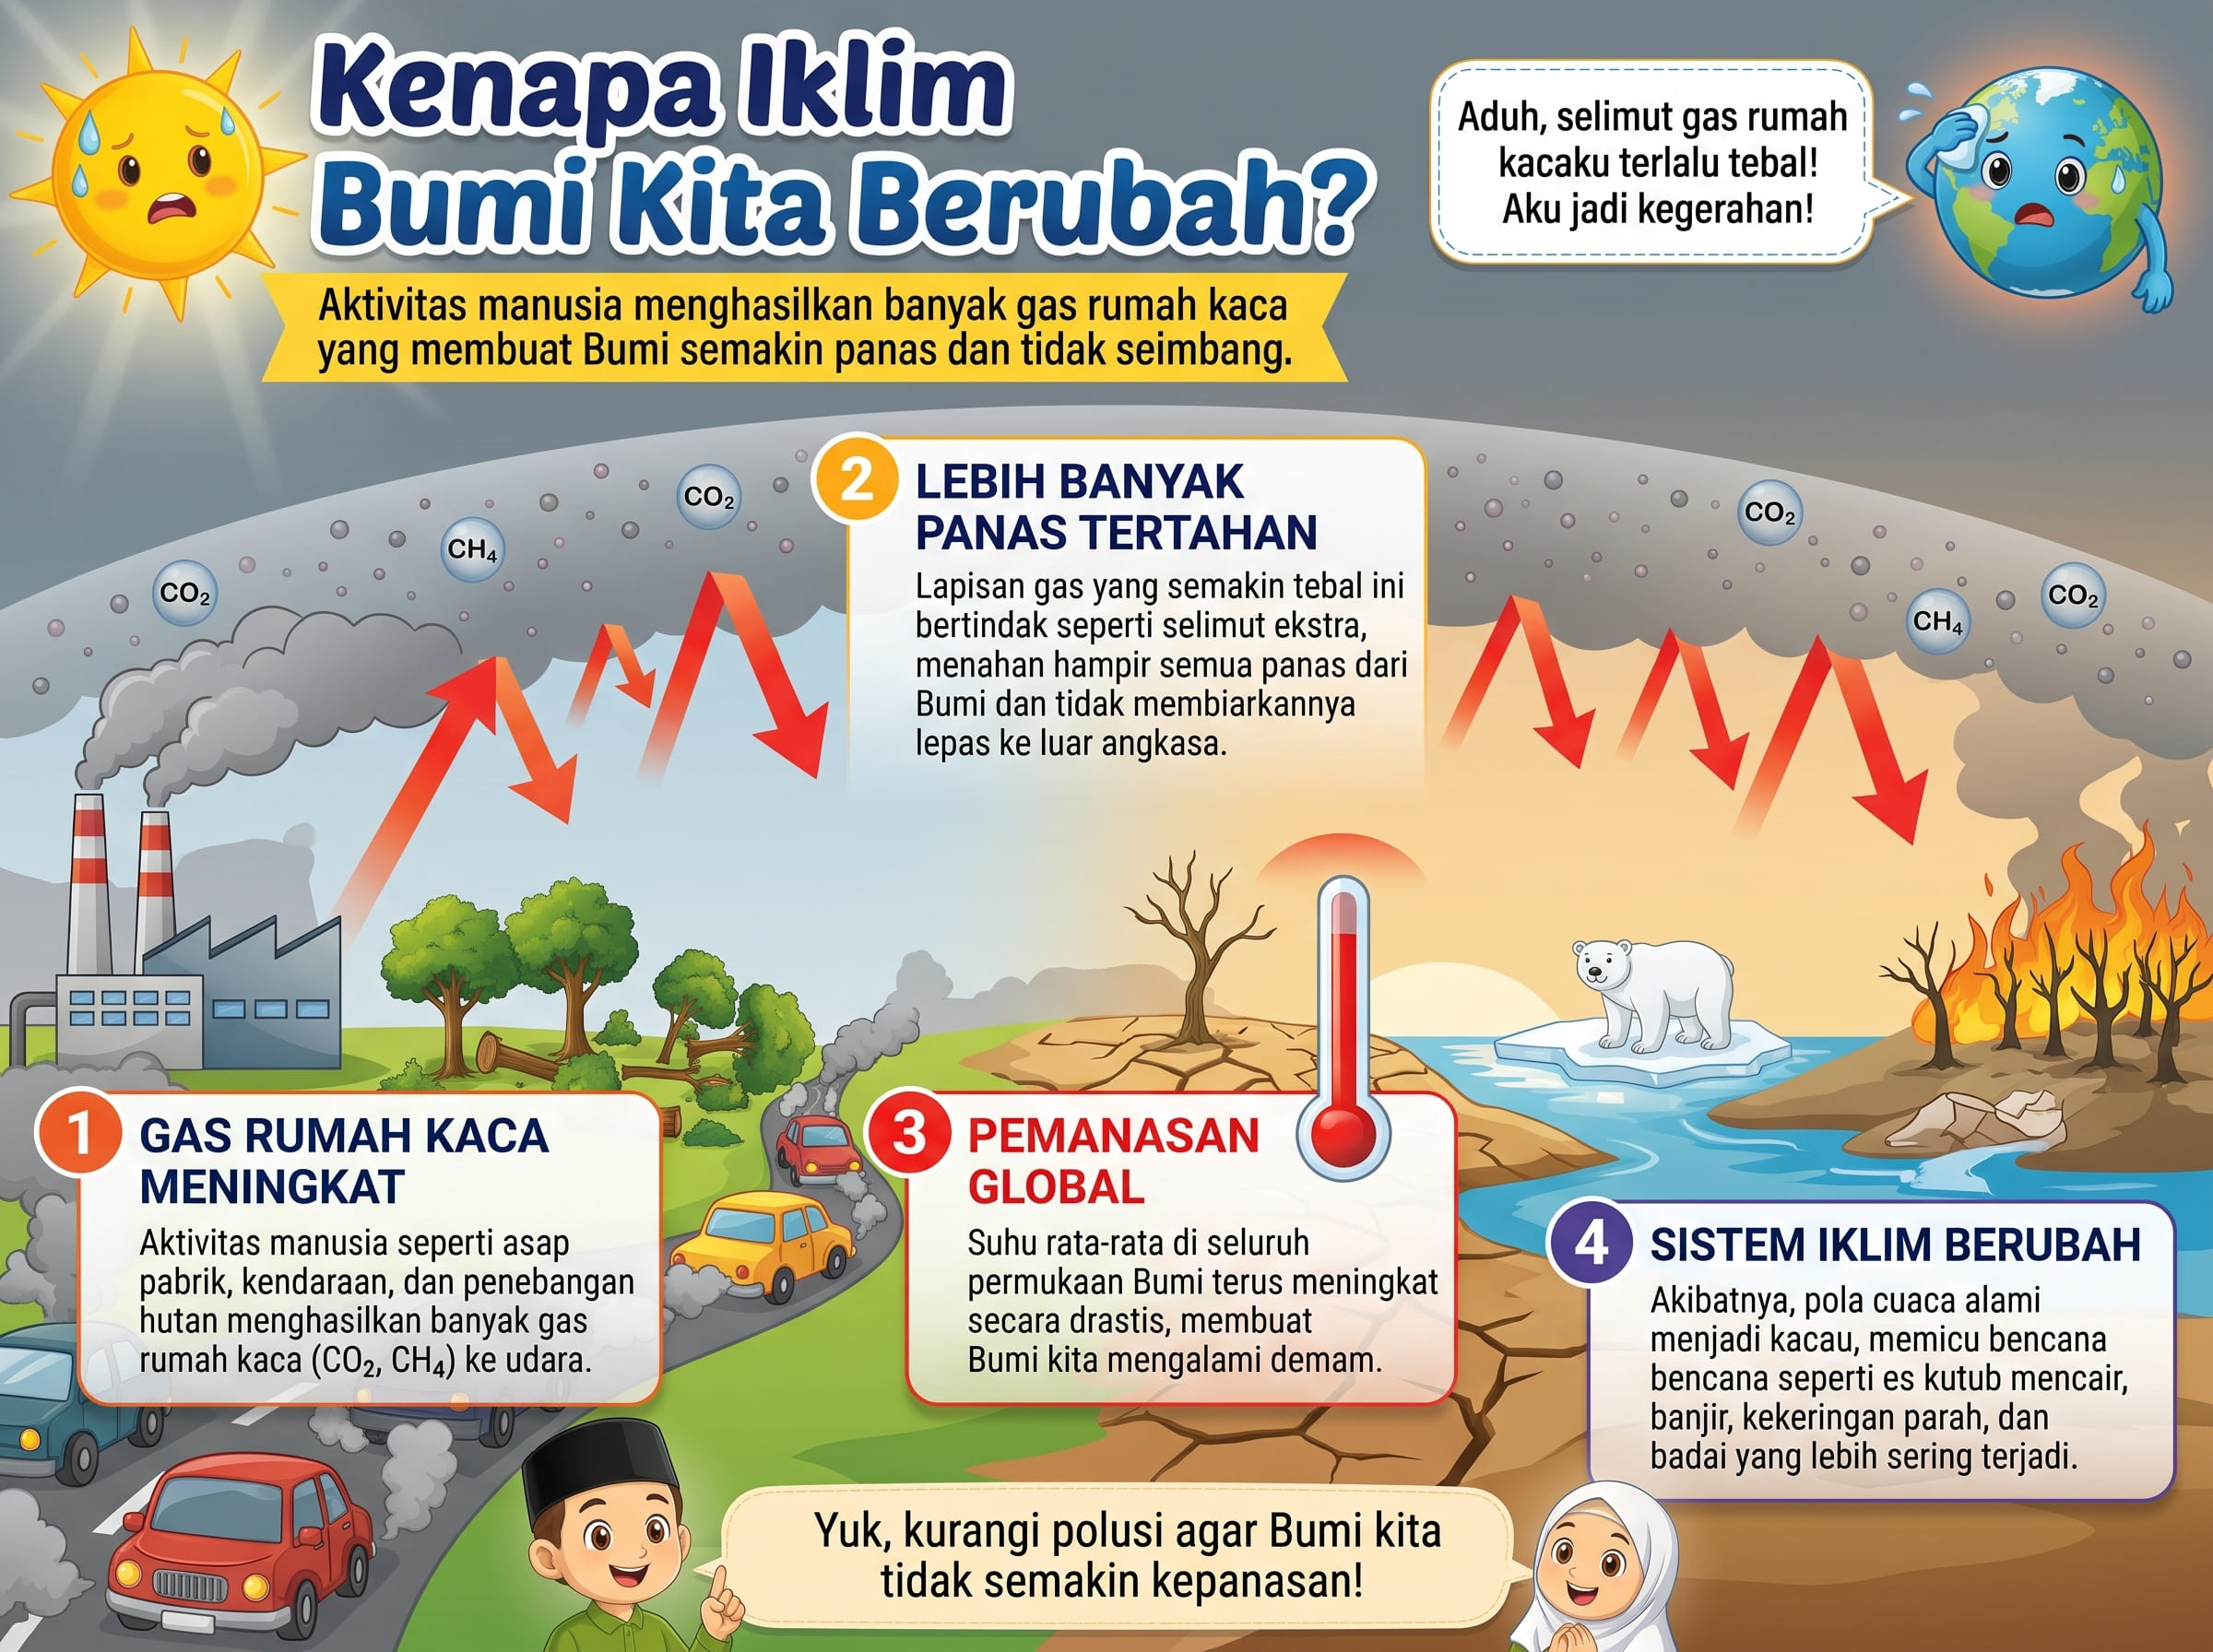 Kenapa Iklim
Bumi Kita Berubah?
Aktivitas manusia menghasilkan banyak gas rumah kaca
yang membuat Bumi semakin panas dan tidak seimbang.
Aduh, selimut gas rumah
kacaku terlalu tebal!
Aku jadi kegerahan!
CO₂
CH₄
CO₂
2
LEBIH BANYAK
PANAS TERTAHAN
Lapisan gas yang semakin tebal ini
bertindak seperti selimut ekstra,
menahan hampir semua panas dari
Bumi dan tidak membiarkannya
lepas ke luar angkasa.
CO₂
CH₄
CO₂
1
GAS RUMAH KACA
MENINGKAT
Aktivitas manusia seperti asap
pabrik, kendaraan, dan penebangan
hutan menghasilkan banyak gas
rumah kaca (CO₂, CH₄) ke udara.
3
PEMANASAN
GLOBAL
Suhu rata-rata di seluruh
permukaan Bumi terus meningkat
secara drastis, membuat
Bumi kita mengalami demam.
4
SISTEM IKLIM BERUBAH
Akibatnya, pola cuaca alami
menjadi kacau, memicu bencana
bencana seperti es kutub mencair,
banjir, kekeringan parah, dan
badai yang lebih sering terjadi.
Yuk, kurangi polusi agar Bumi kita
tidak semakin kepanasan!